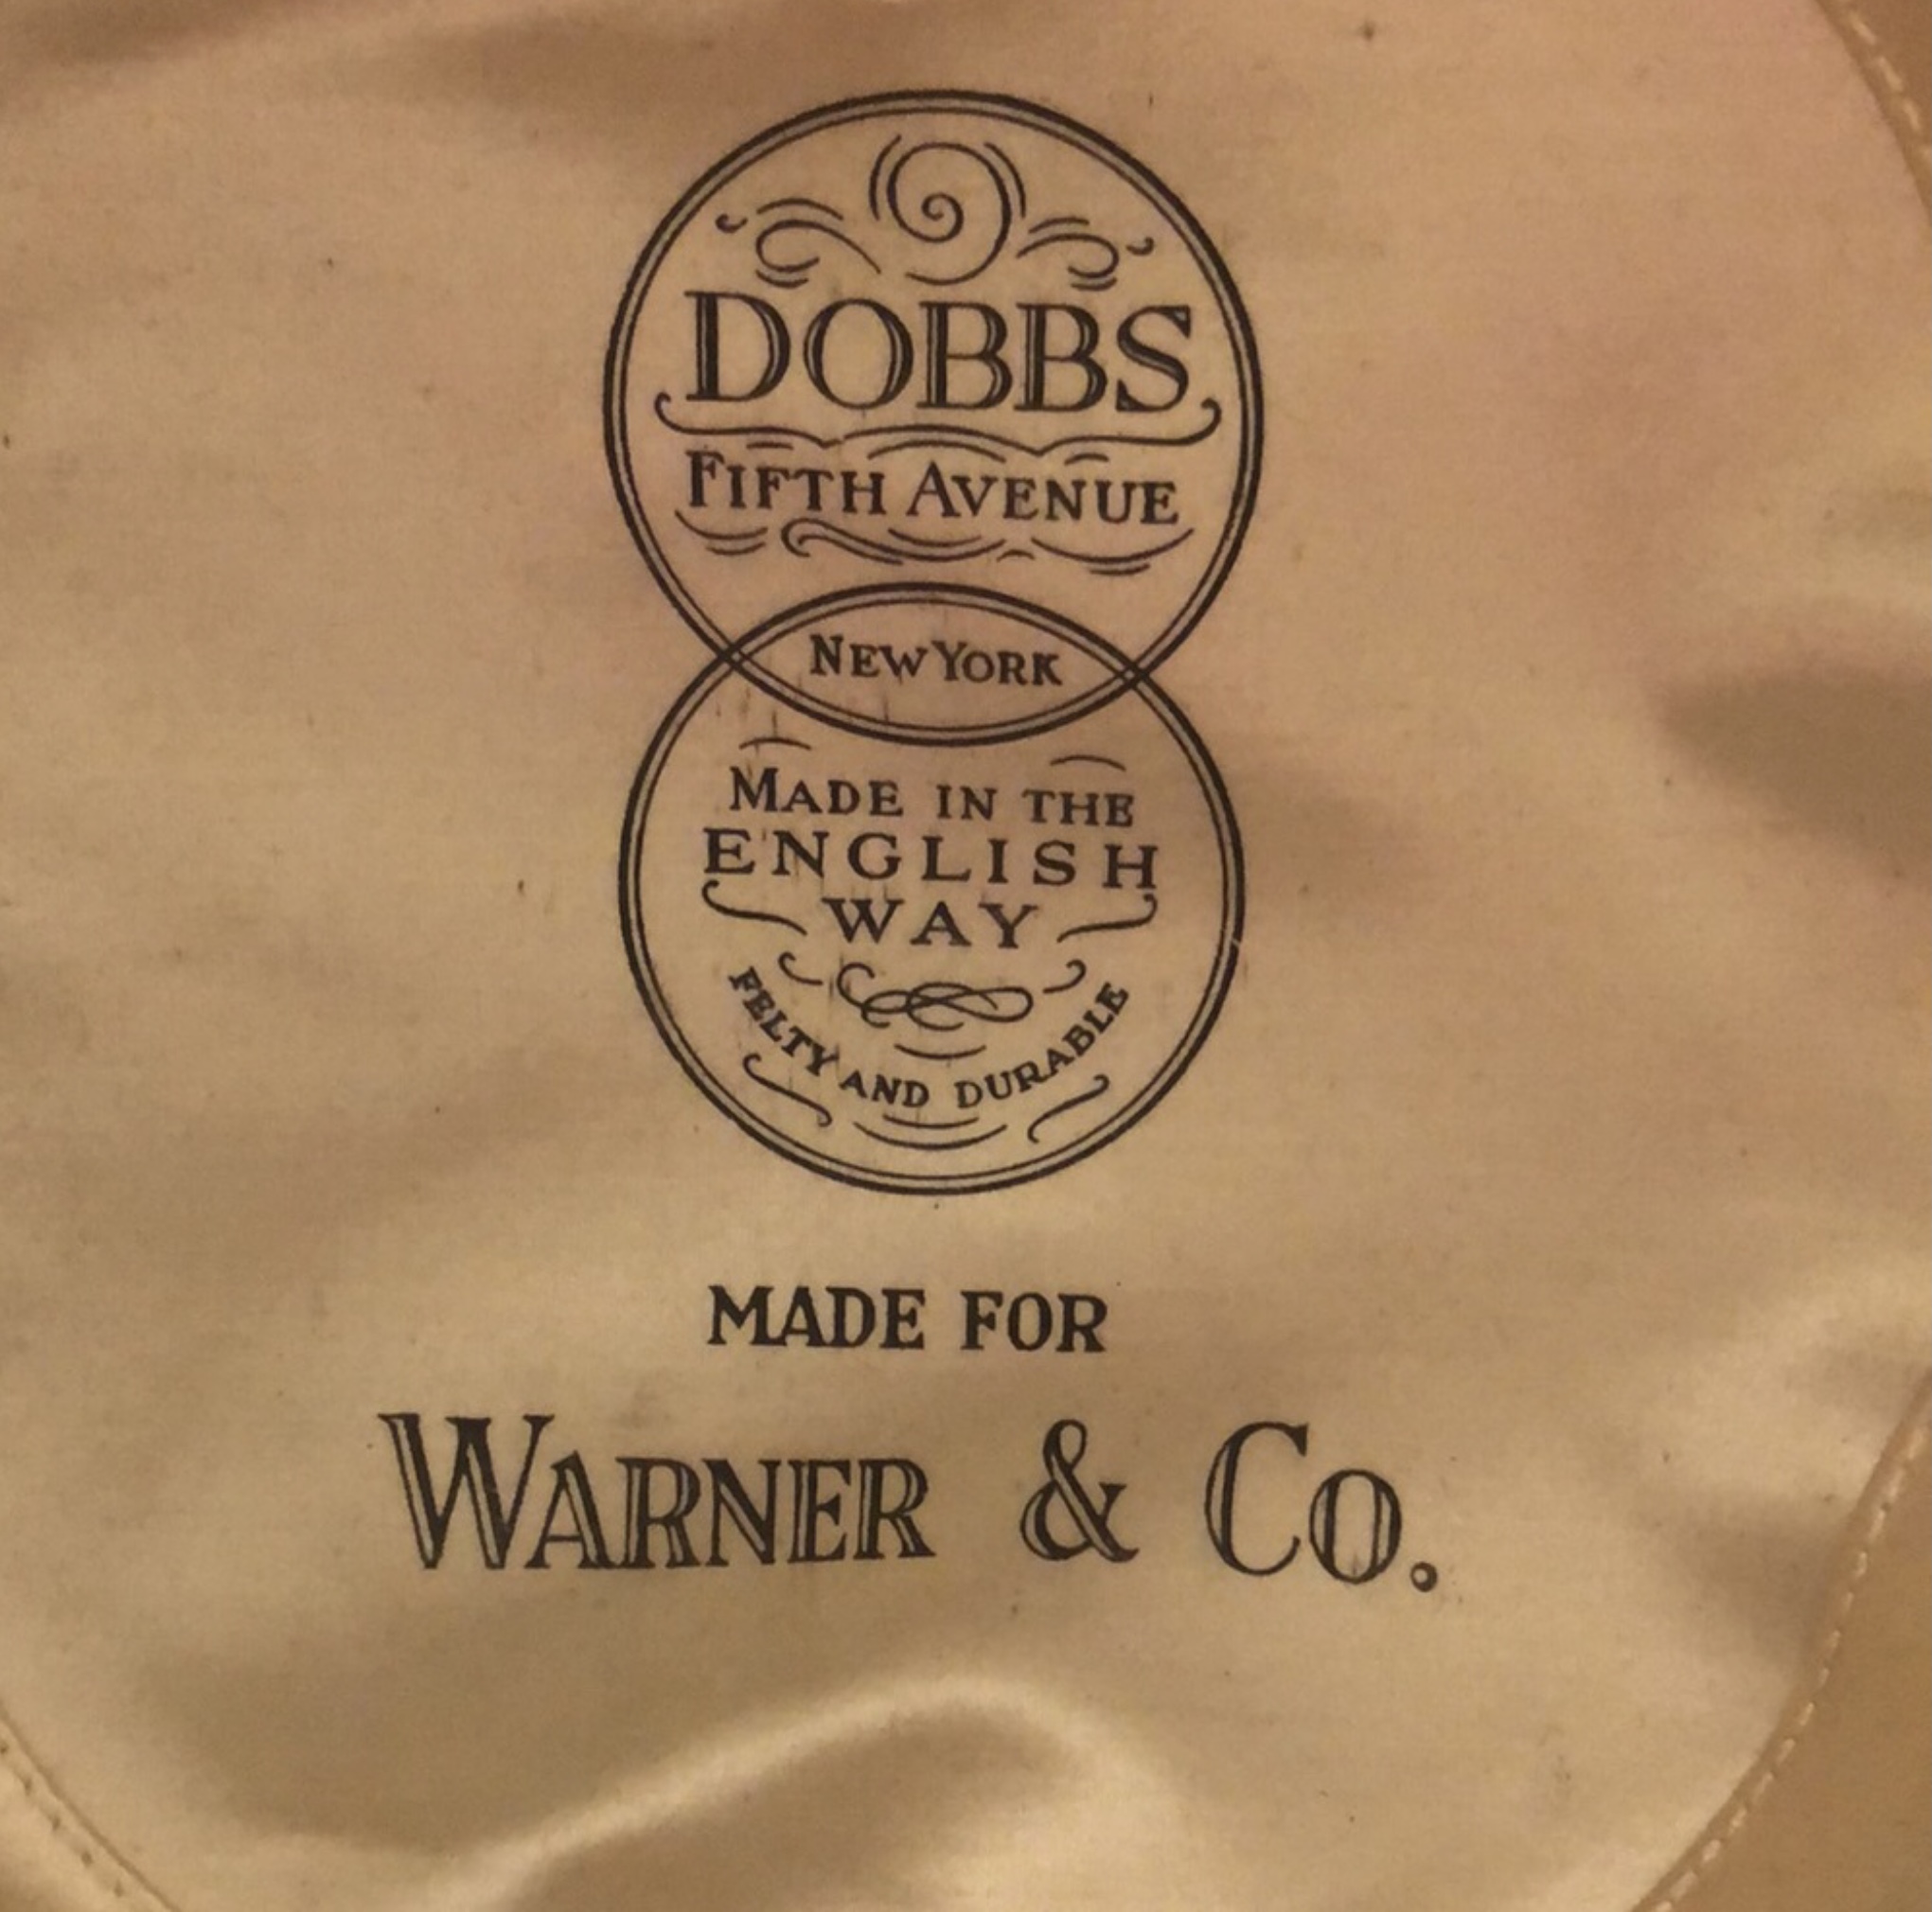 DOBBS
FIFTH AVENUE
NEW YORK
MADE IN THE
ENGLISH
WAY
FELTY AND DURABLE
MADE FOR
WARNER & CO.